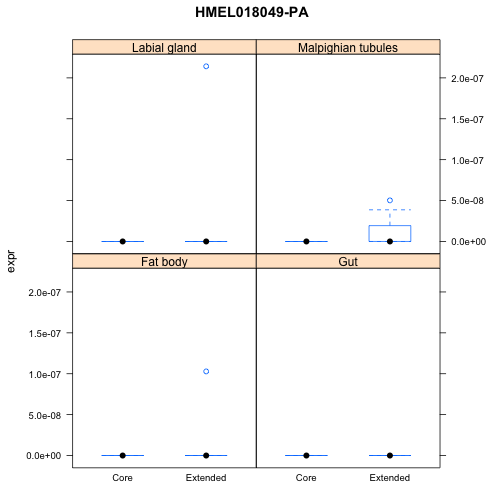 HMEL018049-PA
Labial gland
Malpighian tubules
2.0e-07
1.5e-07
1.0e-07
5.0e-08
0.0e+00
expr
Fat body
Gut
2.0e-07
1.5e-07
1.0e-07
5.0e-08
0.0e+00
Core
Extended
Core
Extended